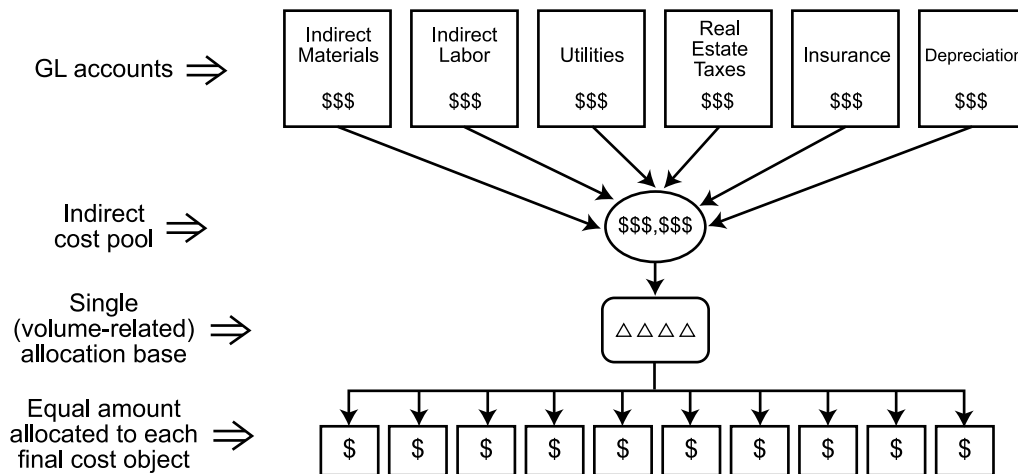 GL accounts
Indirect
Materials
$$$
Indirect
Labor
$$$
Utilities
$$$
Real
Estate
Taxes
$$$
Insurance
$$$
Depreciation
$$$
Indirect
cost pool
$$$,$$$
Single
(volume-related)
allocation base
Equal amount
allocated to each
final cost object
$ $ $ $ $ $ $ $ $ $